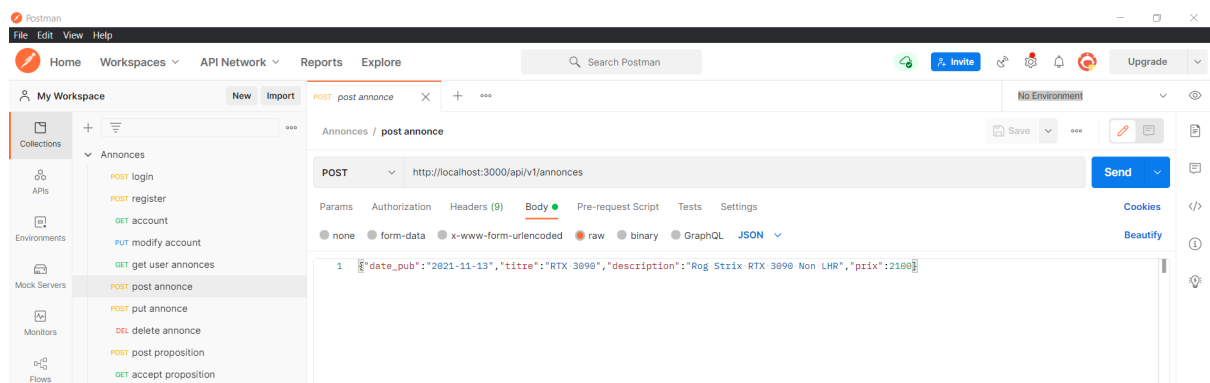 Postman
File Edit View Help
Home Workspaces API Network Reports Explore Search Postman Invite Upgrade
My Workspace New Import POST post annonce No Environment
Collections
APIs
Environments
Mock Servers
Monitors
Flows
Annonces
POST login
POST register
GET account
PUT modify account
GET get user annonces
POST post annonce
POST put annonce
DEL delete annonce
POST post proposition
GET accept proposition
Annonces / post annonce Save
POST http://localhost:3000/api/v1/annonces Send
Params Authorization Headers (9) Body Pre-request Script Tests Settings Cookies
none form-data x-www-form-urlencoded raw binary GraphQL JSON Beautify
1 {"date_pub":"2021-11-13","titre":"RTX 3090","description":"Rog Strix RTX 3090 Non LHR","prix":2100}